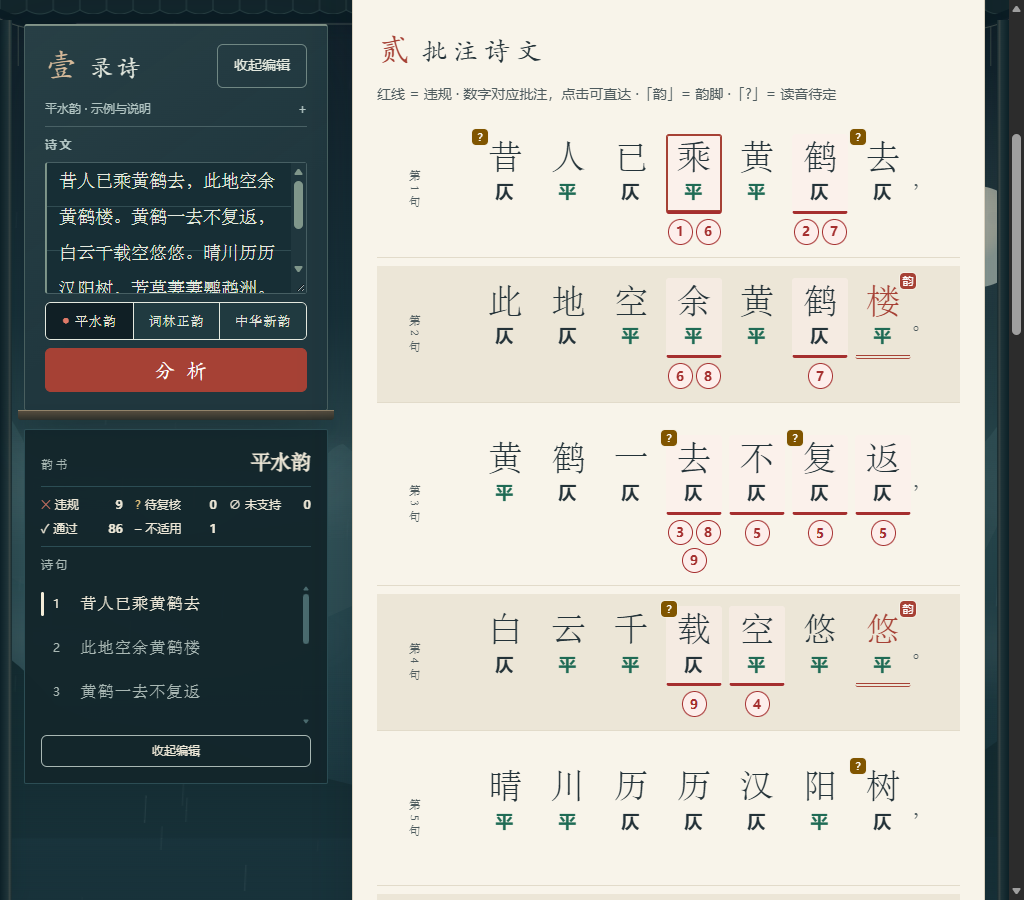 壹 录诗
收起编辑
平水韵 · 示例与说明 +
诗文
昔人已乘黄鹤去，此地空余
黄鹤楼。黄鹤一去不复返，
白云千载空悠悠。晴川历历
汉阳树，芳草萋萋鹦鹉洲。
平水韵 词林正韵 中华新韵
分析
韵书 平水韵
× 违规 9 ? 待复核 0 ∅ 未支持 0
✓ 通过 86 – 不适用 1
诗句
1 昔人已乘黄鹤去
2 此地空余黄鹤楼
3 黄鹤一去不复返
收起编辑
贰 批注诗文
红线 = 违规 · 数字对应批注，点击可直达 · 「韵」= 韵脚 · 「?」= 读音待定
第1句
? ?
昔人已乘黄鹤去，
仄平仄平平仄仄
1 6 2 7
第2句
韵
此地空余黄鹤楼。
仄仄平平平仄平
6 8 7
第3句
? ?
黄鹤一去不复返，
平仄仄仄仄仄仄
3 8 5 5 5
9
第4句
? 韵
白云千载空悠悠。
仄平平仄平平平
9 4
第5句
?
晴川历历汉阳树，
平平仄仄仄平仄